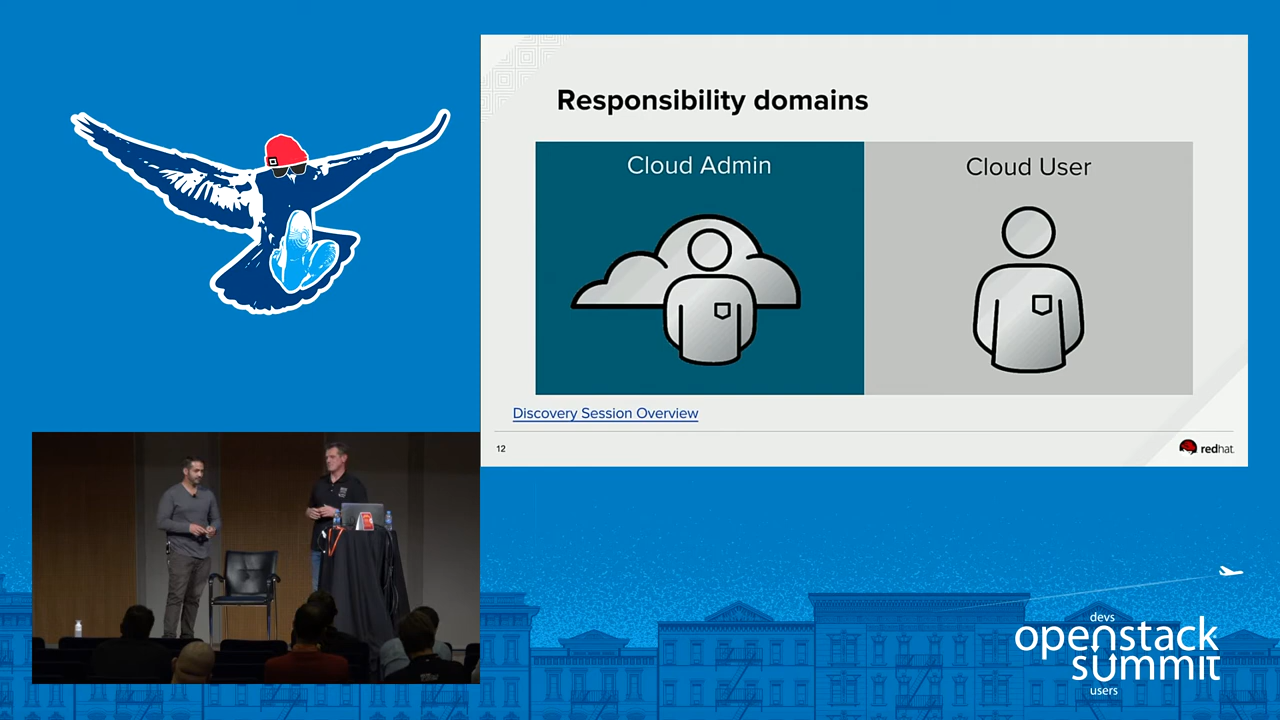 Responsibility domains
Cloud Admin
Cloud User
Discovery Session Overview
12
redhat.
devs
openstack
summit
users